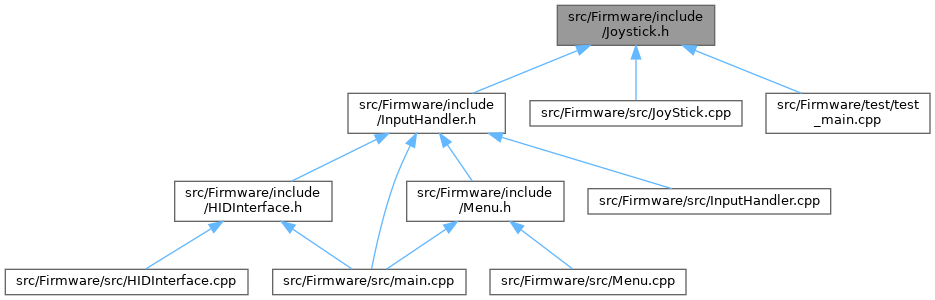 src/Firmware/include
/Joystick.h
src/Firmware/include
/InputHandler.h
src/Firmware/src/JoyStick.cpp
src/Firmware/test/test
_main.cpp
src/Firmware/include
/HIDInterface.h
src/Firmware/include
/Menu.h
src/Firmware/src/InputHandler.cpp
src/Firmware/src/HIDInterface.cpp
src/Firmware/src/main.cpp
src/Firmware/src/Menu.cpp